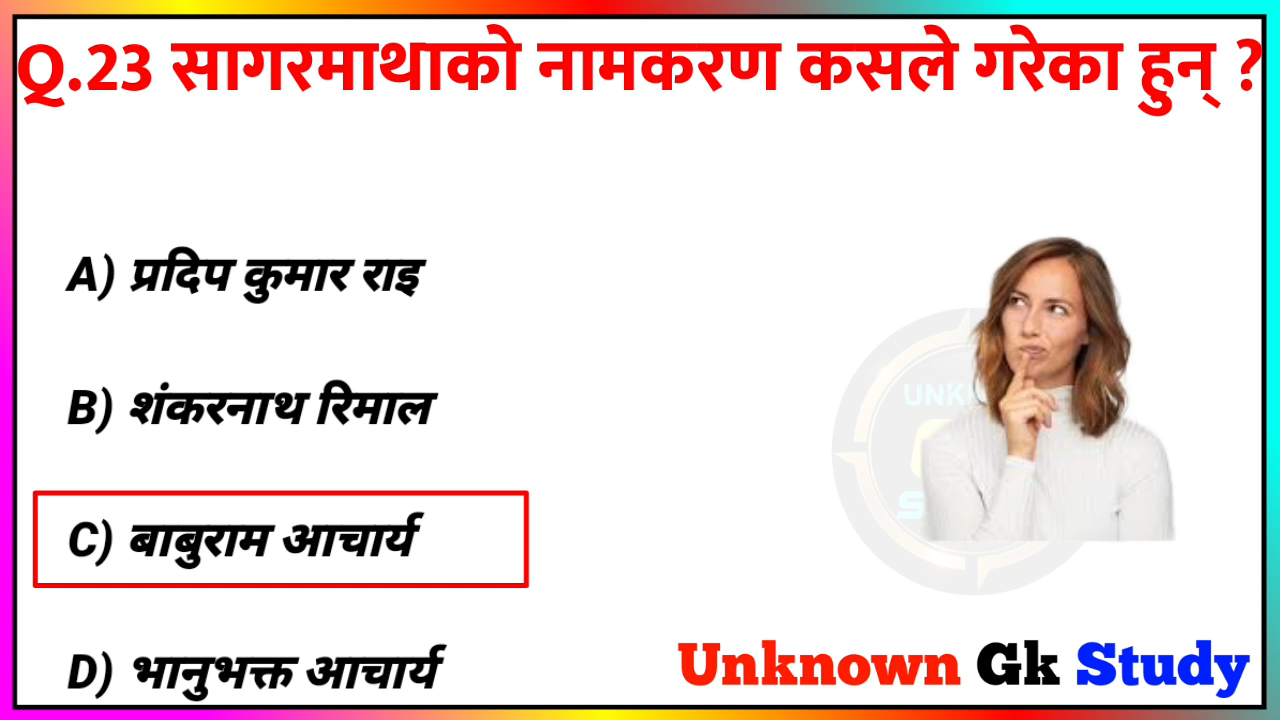 Q.23 सागरमाथाको नामकरण कसले गरेका हुन् ?
A) प्रदिप कुमार राइ
B) शंकरनाथ रिमाल
C) बाबुराम आचार्य
D) भानुभक्त आचार्य
Unknown Gk Study